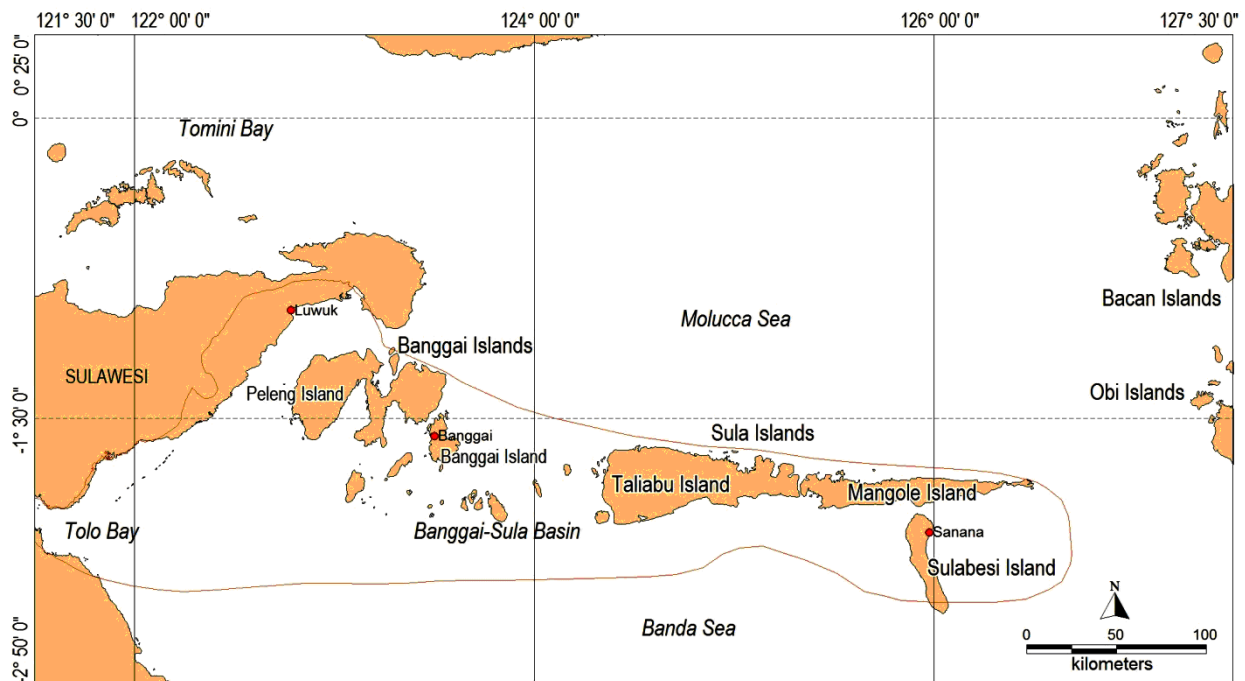 121° 30' 0"
122° 00' 0"
124° 00' 0"
126° 00' 0"
127° 30' 0"
0° 25' 0"
0°
Tomini Bay
Bacan Islands
Luwuk
Molucca Sea
Banggai Islands
SULAWESI
Peleng Island
Obi Islands
-1° 30'
Sula Islands
Banggai
Banggai Island
Taliabu Island
Mangole Island
Tolo Bay
Banggai-Sula Basin
Sanana
Sulabesi Island
N
Banda Sea
-2° 50' 0"
0 50 100
kilometers